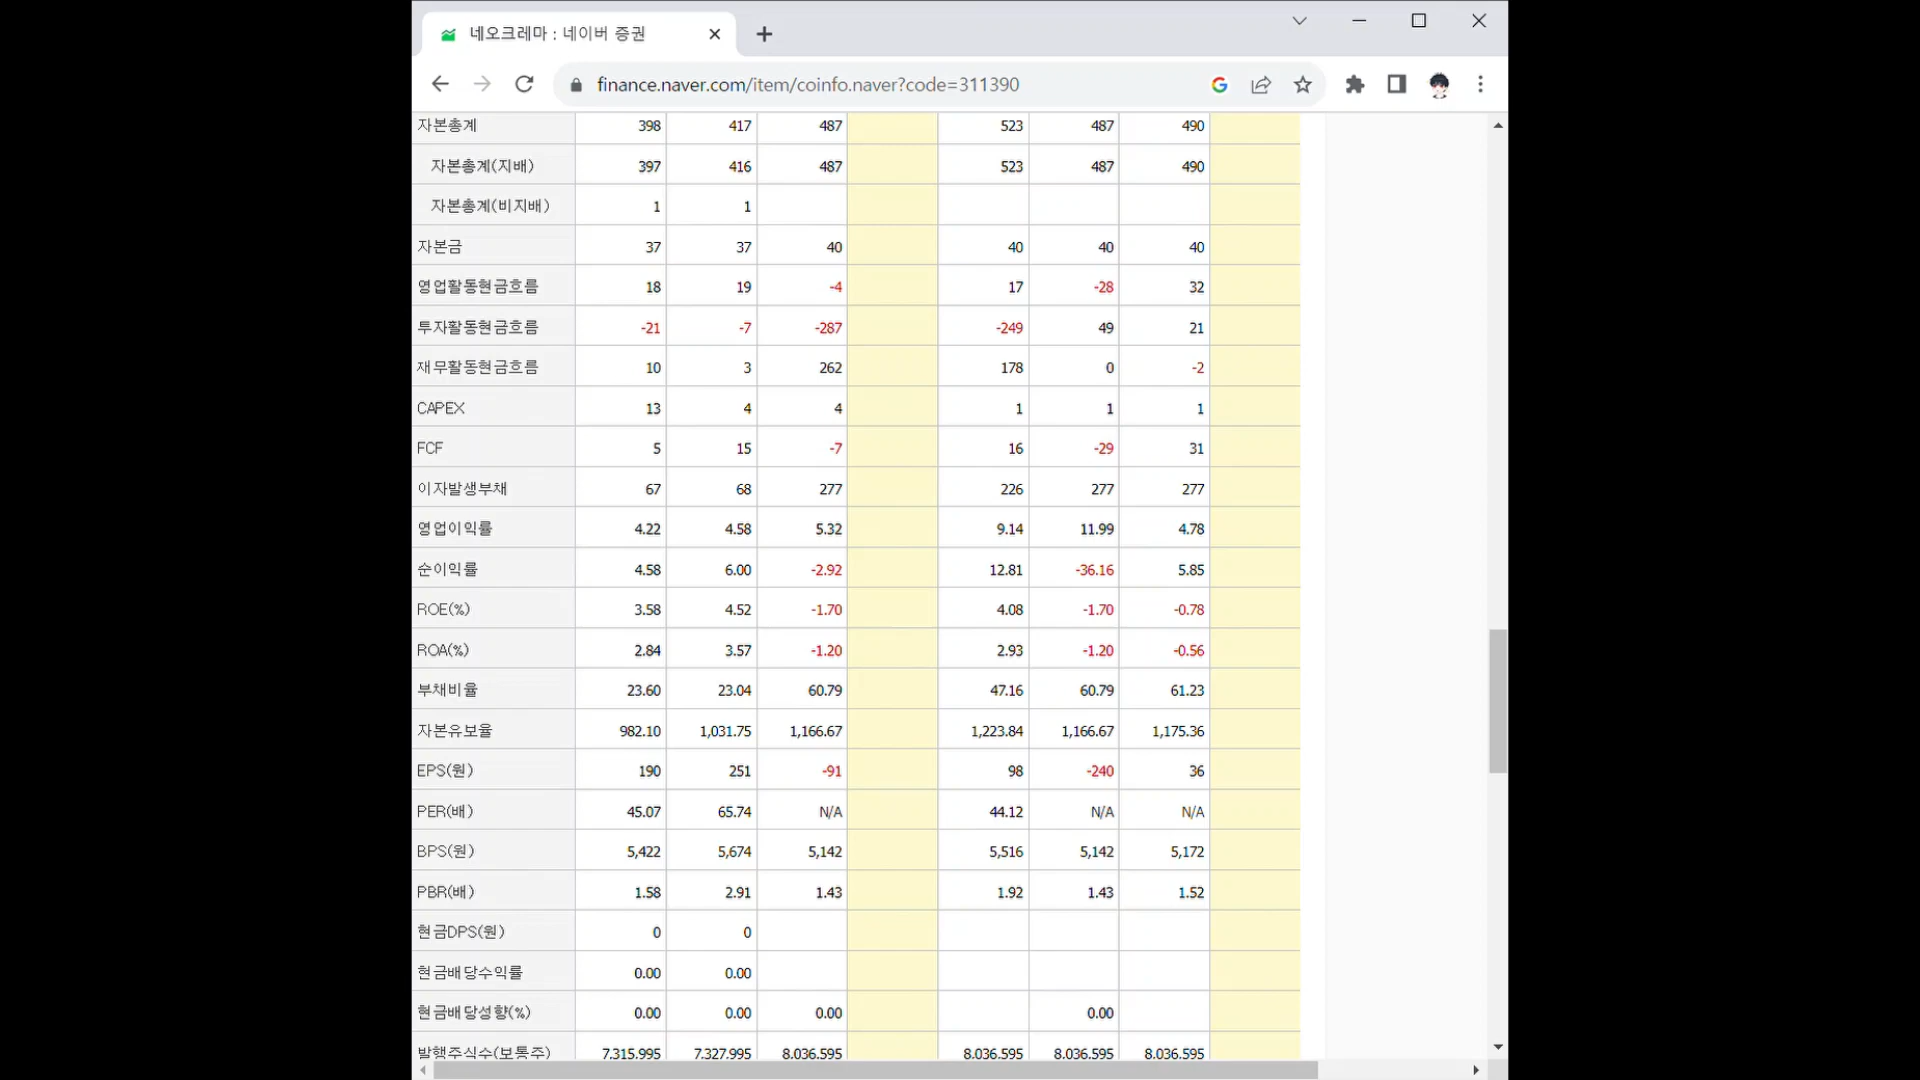 네오크레마 : 네이버 증권
finance.naver.com/item/coinfo.naver?code=311390
자본총계 398 417 487 523 487 490
자본총계(지배) 397 416 487 523 487 490
자본총계(비지배) 1 1
자본금 37 37 40 40 40 40
영업활동현금흐름 18 19 -4 17 -28 32
투자활동현금흐름 -21 -7 -287 -249 49 21
재무활동현금흐름 10 3 262 178 0 -2
CAPEX 13 4 4 1 1 1
FCF 5 15 -7 16 -29 31
이자발생부채 67 68 277 226 277 277
영업이익률 4.22 4.58 5.32 9.14 11.99 4.78
순이익률 4.58 6.00 -2.92 12.81 -36.16 5.85
ROE(%) 3.58 4.52 -1.70 4.08 -1.70 -0.78
ROA(%) 2.84 3.57 -1.20 2.93 -1.20 -0.56
부채비율 23.60 23.04 60.79 47.16 60.79 61.23
자본유보율 982.10 1,031.75 1,166.67 1,223.84 1,166.67 1,175.36
EPS(원) 190 251 -91 98 -240 36
PER(배) 45.07 65.74 N/A 44.12 N/A N/A
BPS(원) 5,422 5,674 5,142 5,516 5,142 5,172
PBR(배) 1.58 2.91 1.43 1.92 1.43 1.52
현금DPS(원) 0 0
현금배당수익률 0.00 0.00
현금배당성향(%) 0.00 0.00 0.00 0.00
발행주식수(보통주) 7,315,995 7,327,995 8,036,595 8,036,595 8,036,595 8,036,595